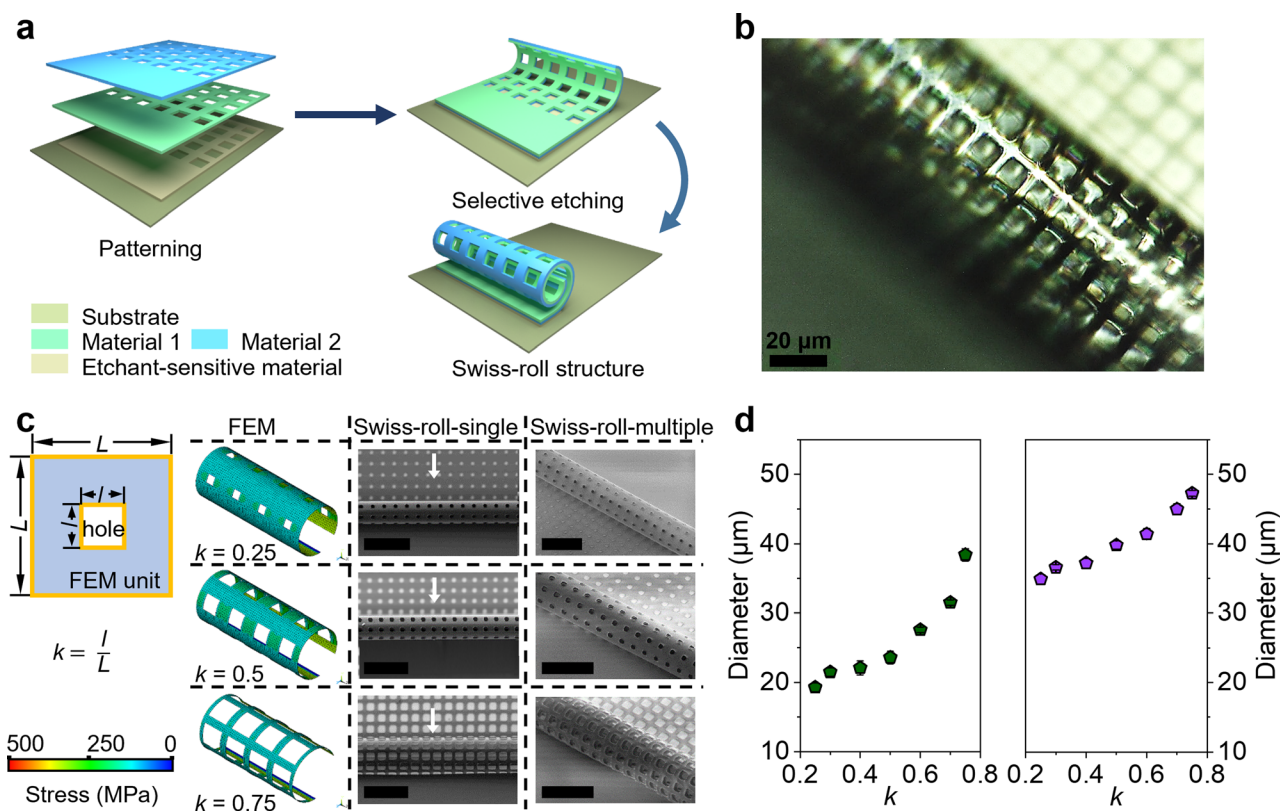 a
Patterning
Selective etching
Swiss-roll structure
Substrate
Material 1
Material 2
Etchant-sensitive material
b
20 µm
c
FEM
Swiss-roll-single
Swiss-roll-multiple
L
L
l
l
hole
FEM unit
k = l/L
k = 0.25
k = 0.5
k = 0.75
500 250 0
Stress (MPa)
d
Diameter (µm)
50
40
30
20
10
0.2 0.4 0.6 0.8
k
50
40
30
20
10
Diameter (µm)
0.2 0.4 0.6 0.8
k